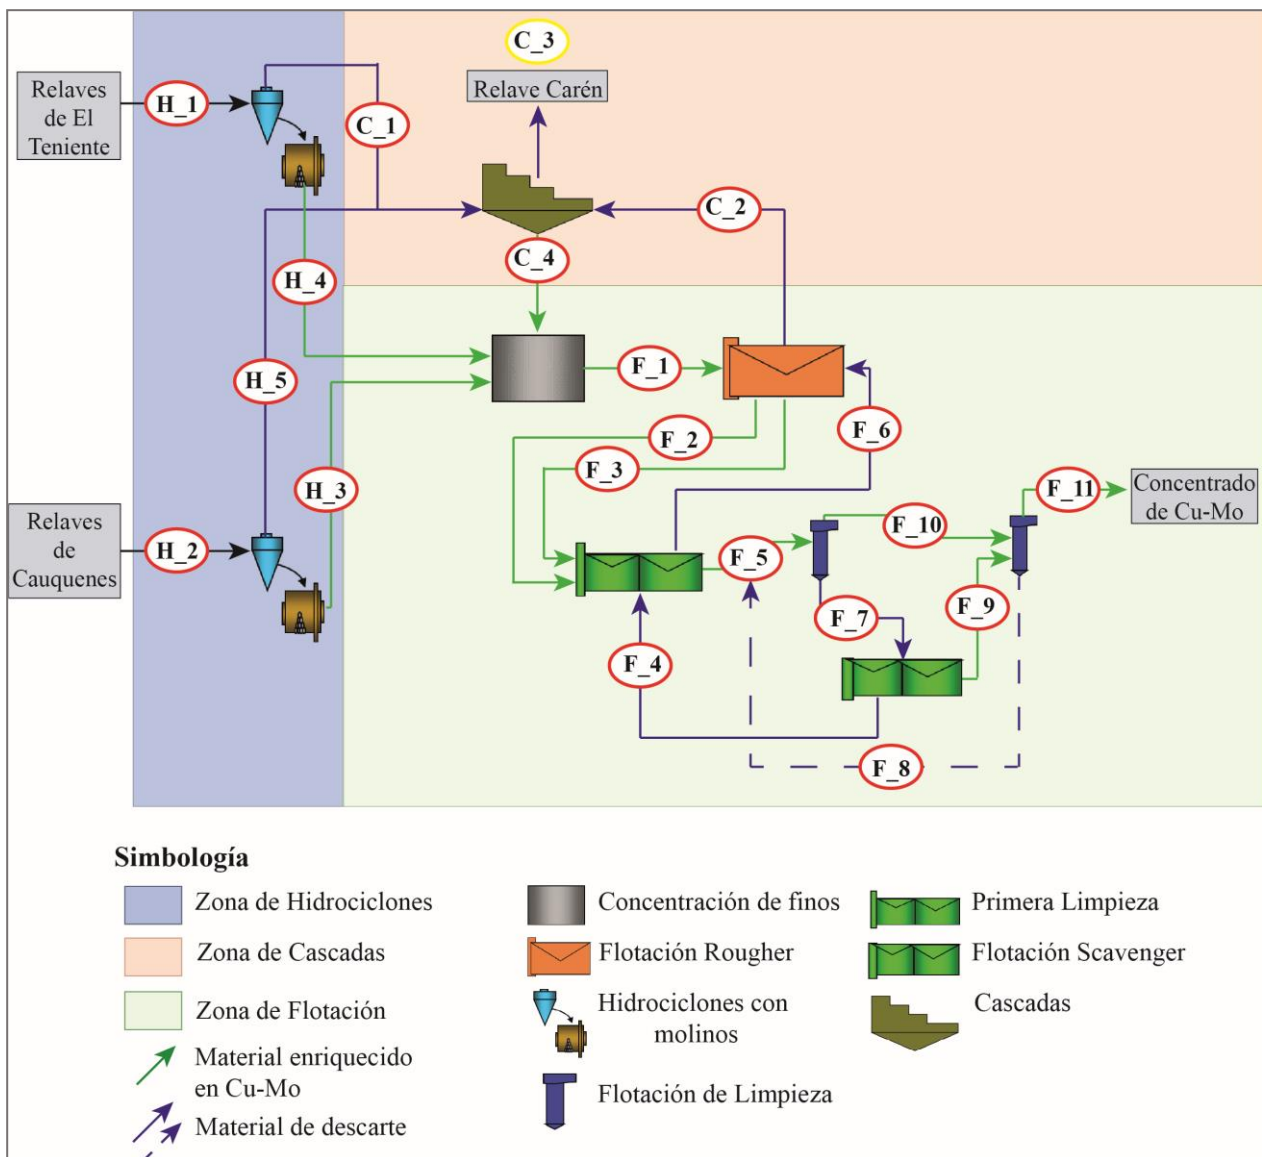 C_3
Relaves
de El
Teniente
H_1
C_1
Relave Carén
C_2
C_4
H_4
F_1
H_5
F_2
F_6
F_3
H_3
F_11
Concentrado
de Cu-Mo
Relaves
de
Cauquenes
H_2
F_5
F_10
F_7
F_9
F_4
F_8
Simbología
Zona de Hidrociclones
Zona de Cascadas
Zona de Flotación
Material enriquecido
en Cu-Mo
Material de descarte
Concentración de finos
Flotación Rougher
Hidrociclones con
molinos
Flotación de Limpieza
Primera Limpieza
Flotación Scavenger
Cascadas